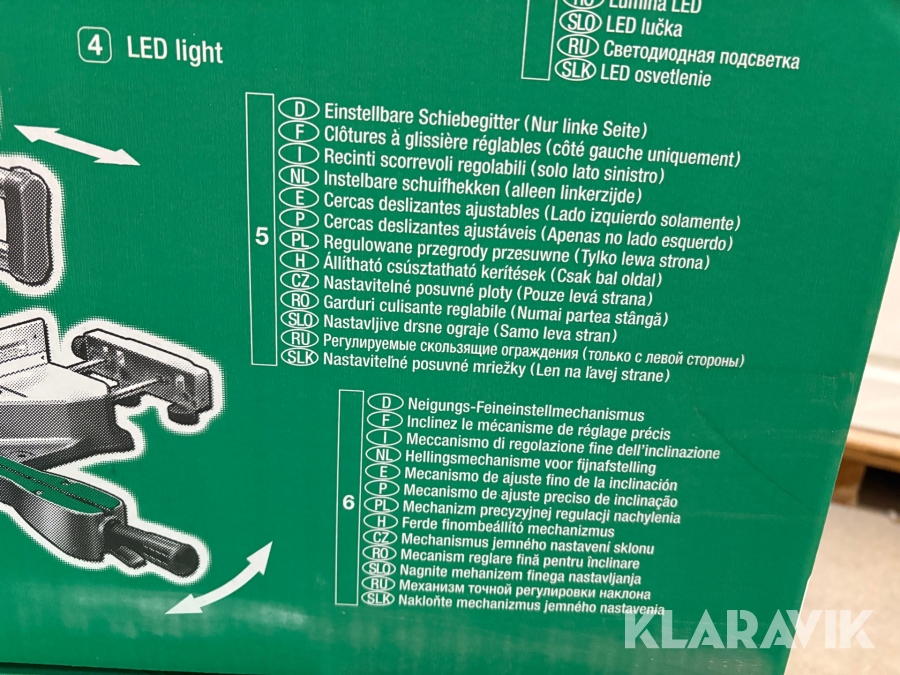 4 LED light
RO Lumină LED
SLO LED lučka
RU Светодиодная подсветка
SLK LED osvetlenie
5
D Einstellbare Schiebegitter (Nur linke Seite)
F Clôtures à glissière réglables (côté gauche uniquement)
I Recinti scorrevoli regolabili (solo lato sinistro)
NL Instelbare schuifhekken (alleen linkerzijde)
E Cercas deslizantes ajustables (Lado izquierdo solamente)
P Cercas deslizantes ajustáveis (Apenas no lado esquerdo)
PL Regulowane przegrody przesuwne (Tylko lewa strona)
H Állítható csúsztatható kerítések (Csak bal oldal)
CZ Nastavitelné posuvné ploty (Pouze levá strana)
RO Garduri culisante reglabile (Numai partea stângă)
SLO Nastavljive drsne ograje (Samo leva stran)
RU Регулируемые скользящие ограждения (только с левой стороны)
SLK Nastaviteľné posuvné mriežky (Len na ľavej strane)
6
D Neigungs-Feineinstellmechanismus
F Inclinez le mécanisme de réglage précis
I Meccanismo di regolazione fine dell'inclinazione
NL Hellingsmechanisme voor fijnafstelling
E Mecanismo de ajuste fino de la inclinación
P Mecanismo de ajuste preciso de inclinação
PL Mechanizm precyzyjnej regulacji nachylenia
H Ferde finombeállító mechanizmus
CZ Mechanismus jemného nastavení sklonu
RO Mecanism reglare fină pentru înclinare
SLO Nagnite mehanizem finega nastavljanja
RU Механизм точной регулировки наклона
SLK Nakloňte mechanizmus jemného nastavenia
KLARAVIK